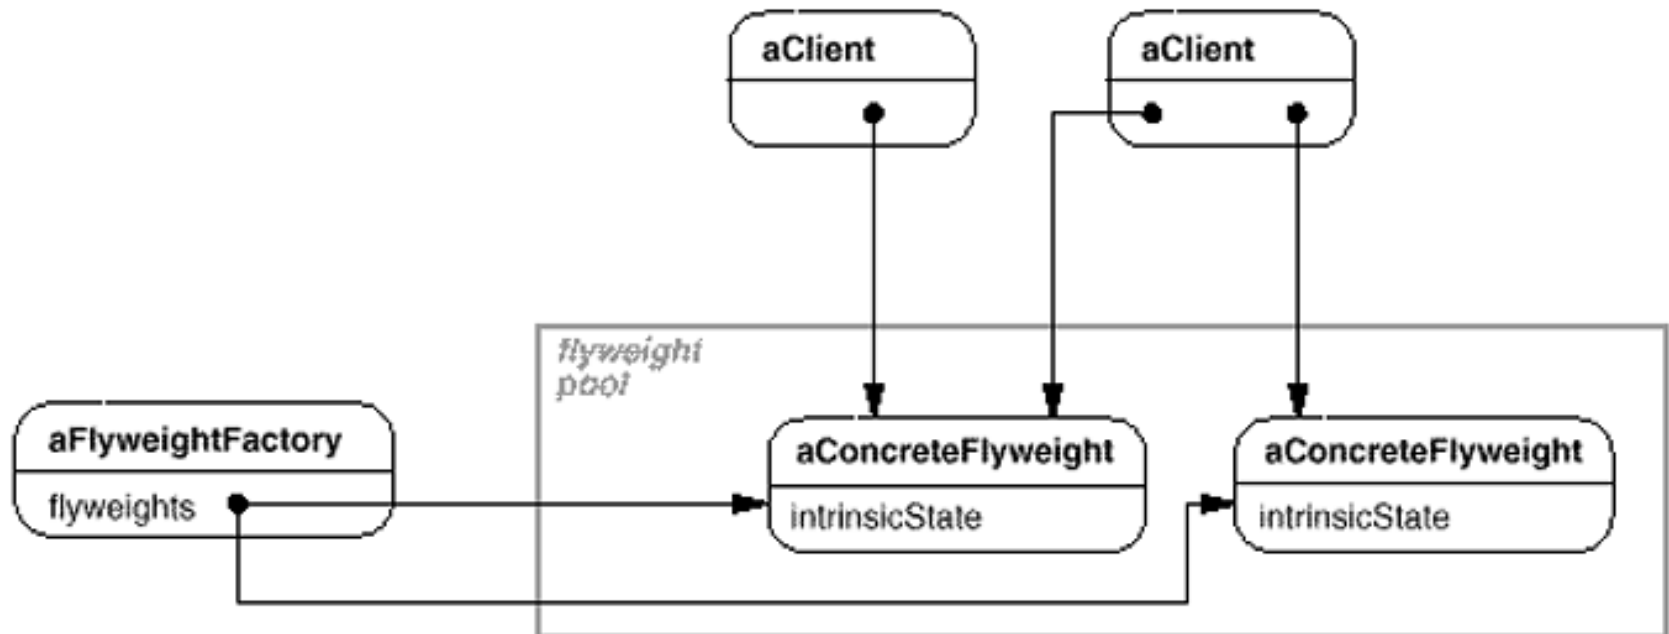 aClient
aClient
flyweight
pool
aFlyweightFactory
flyweights
aConcreteFlyweight
intrinsicState
aConcreteFlyweight
intrinsicState